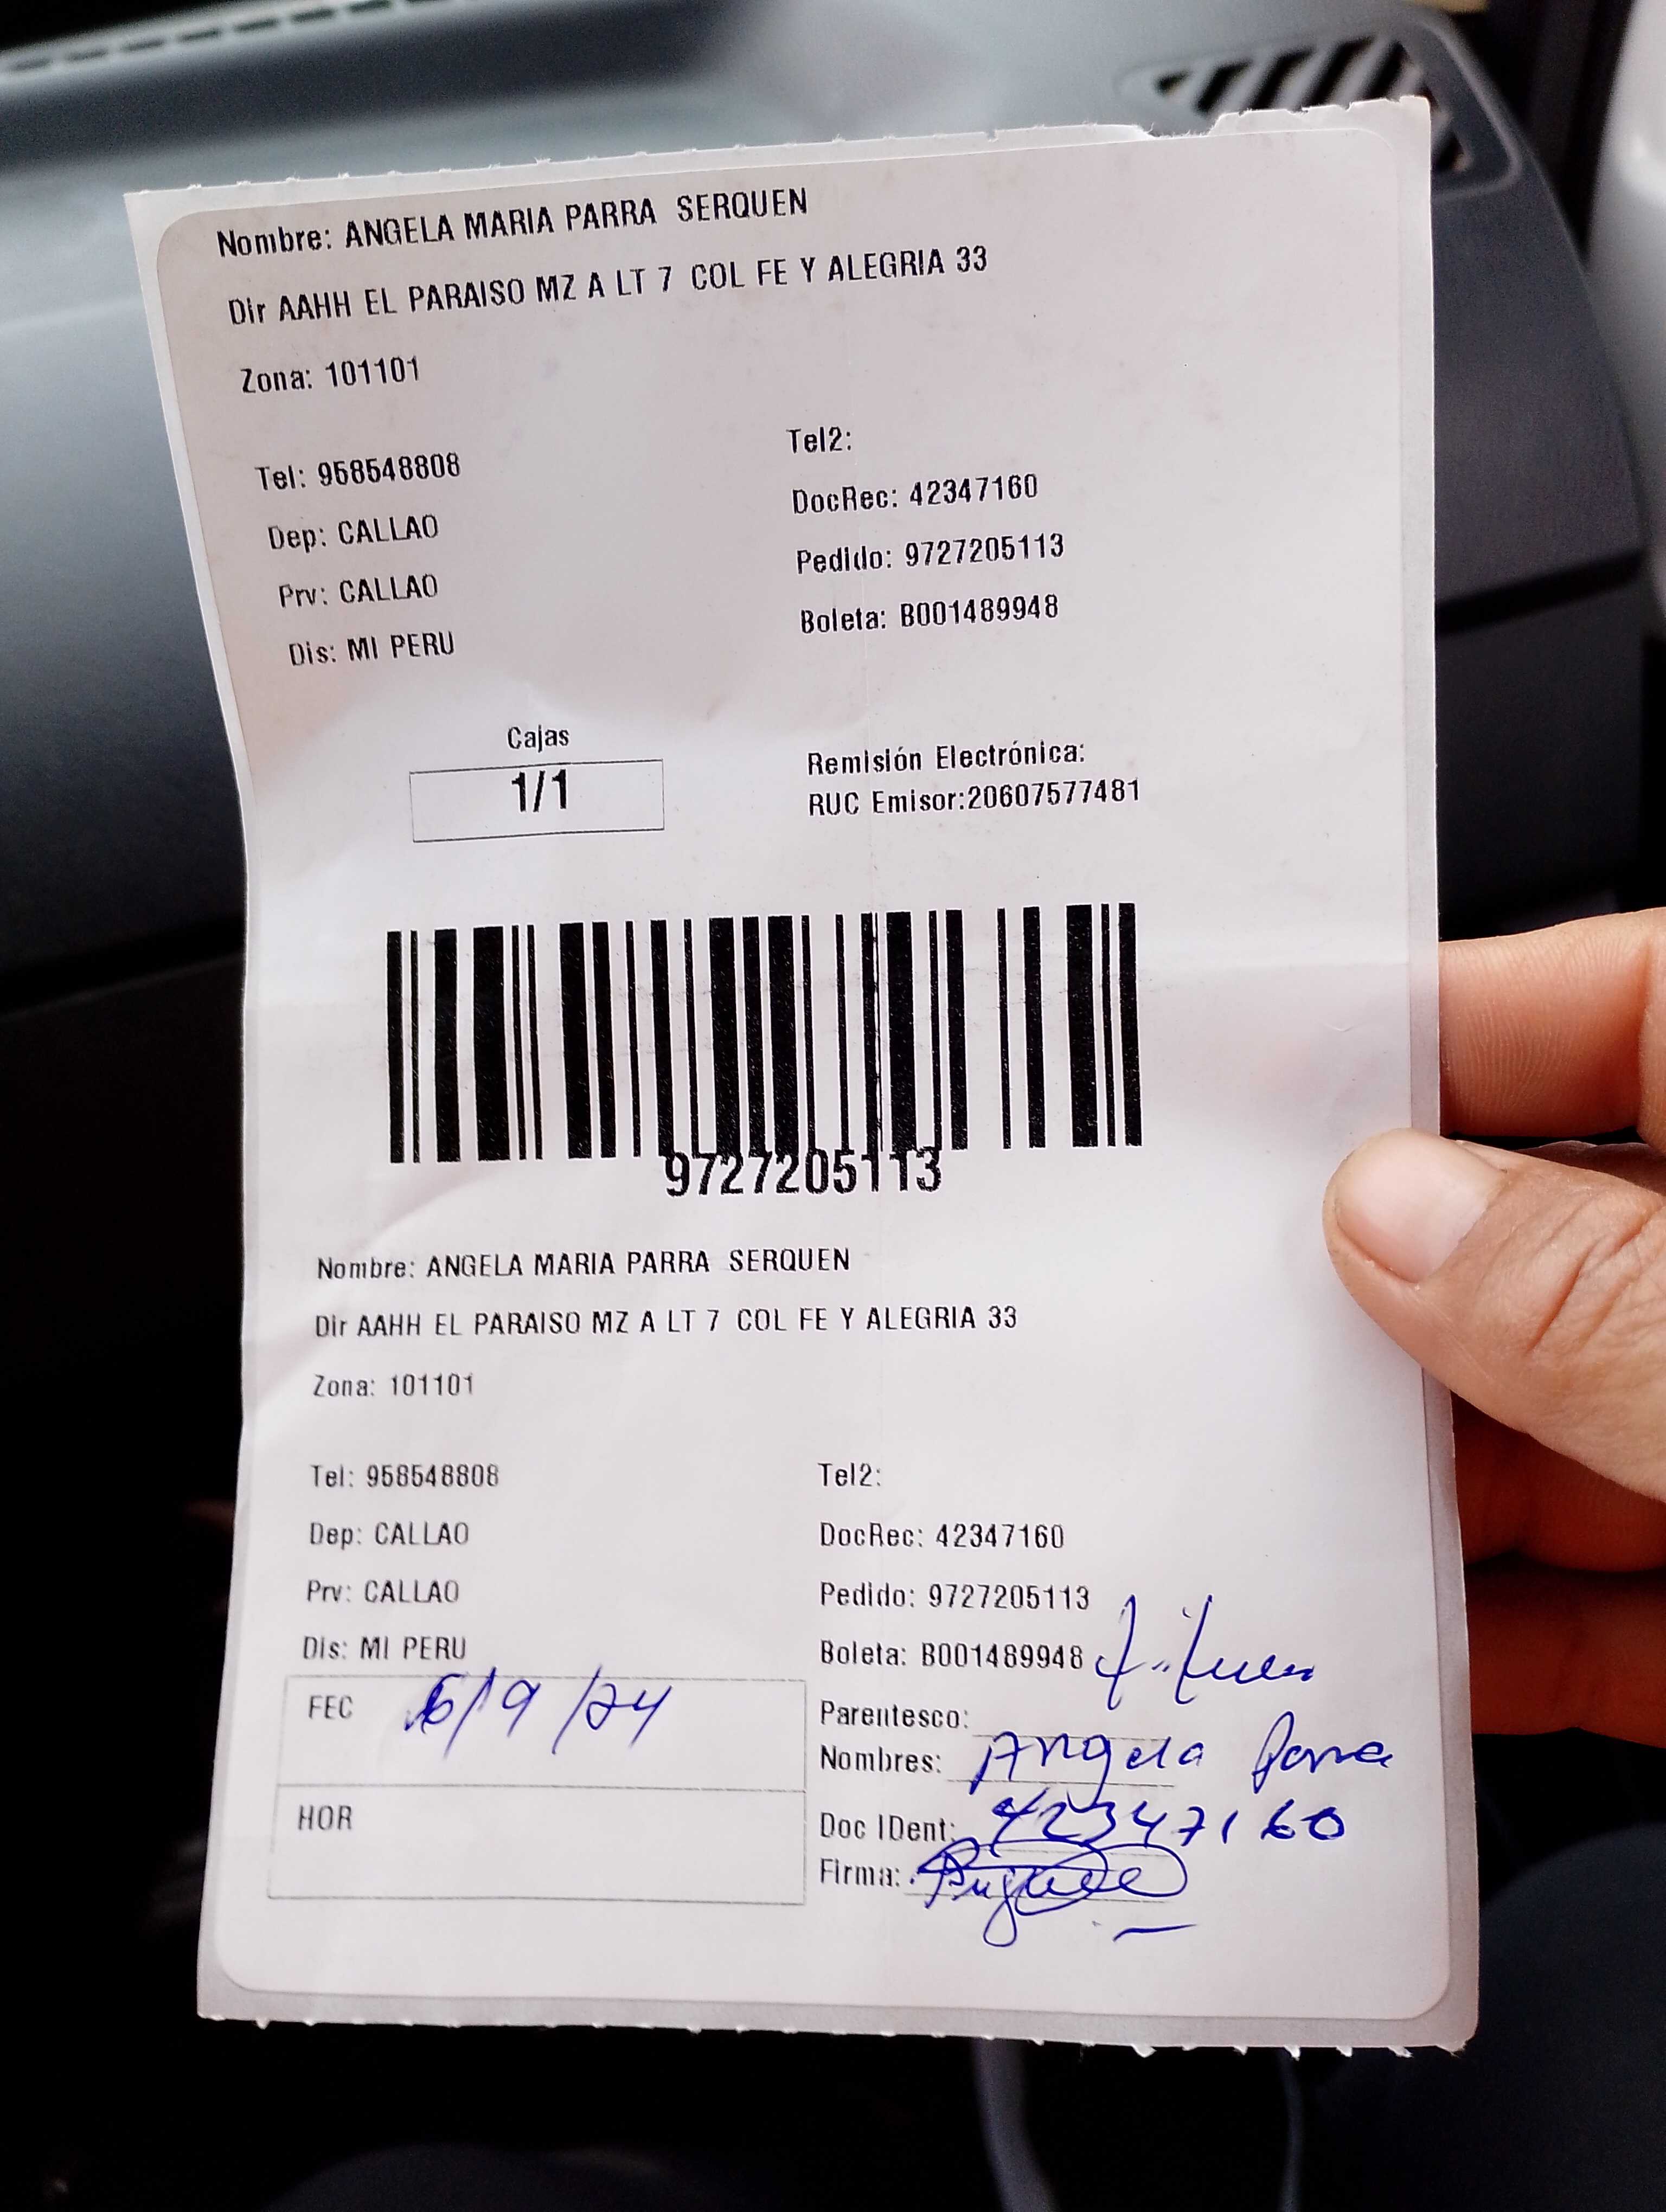 Nombre: ANGELA MARIA PARRA SERQUEN
Dir AAHH EL PARAISO MZ A LT 7 COL FE Y ALEGRIA 33
Zona: 101101
Tel: 958548808 Tel2:
Dep: CALLAO DocRec: 42347160
Prv: CALLAO Pedido: 9727205113
Dis: MI PERU Boleta: B001489948
Cajas
1/1
Remisión Electrónica:
RUC Emisor:20607577481
9727205113
Nombre: ANGELA MARIA PARRA SERQUEN
Dir AAHH EL PARAISO MZ A LT 7 COL FE Y ALEGRIA 33
Zona: 101101
Tel: 958548808 Tel2:
Dep: CALLAO DocRec: 42347160
Prv: CALLAO Pedido: 9727205113
Dis: MI PERU Boleta: B001489948
FEC 6/9/24
HOR
Parentesco:
Nombres: Angela Parra
Doc IDent: 42347160
Firma: